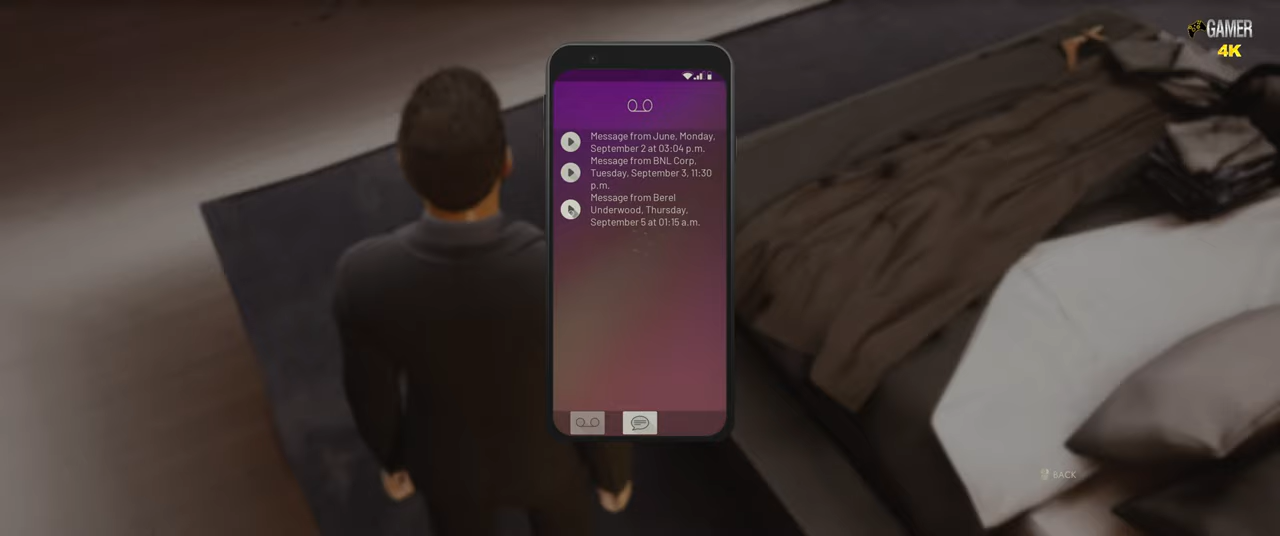 GAMER
4K
Message from June, Monday,
September 2 at 03:04 p.m.
Message from BNL Corp,
Tuesday, September 3, 11:30
p.m.
Message from Berel
Underwood, Thursday,
September 5 at 01:15 a.m.
BACK